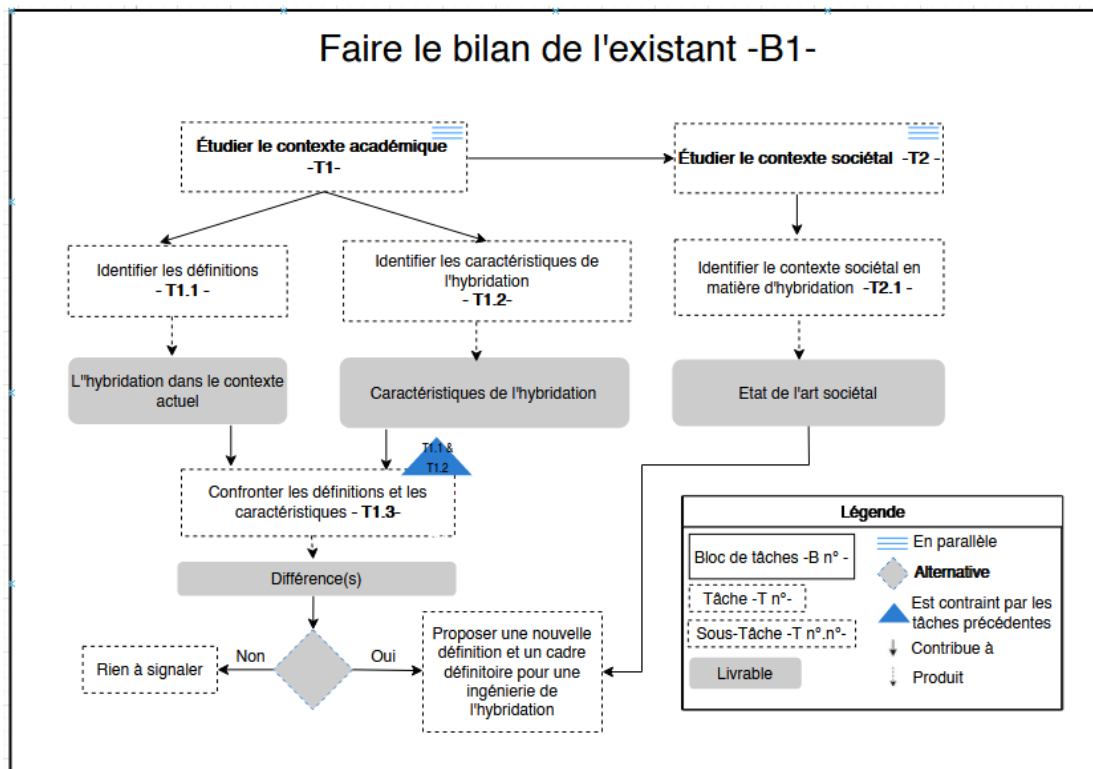 Faire le bilan de l'existant -B1-
Étudier le contexte académique
-T1-
Étudier le contexte sociétal -T2 -
Identifier les définitions
- T1.1 -
Identifier les caractéristiques de
l'hybridation
- T1.2-
Identifier le contexte sociétal en
matière d'hybridation -T2.1 -
L''hybridation dans le contexte
actuel
Caractéristiques de l'hybridation
Etat de l'art sociétal
T1.1 &
T1.2
Confronter les définitions et les
caractéristiques - T1.3-
Différence(s)
Non
Oui
Rien à signaler
Proposer une nouvelle
définition et un cadre
définitoire pour une
ingénierie de
l'hybridation
Légende
Bloc de tâches -B n° -
Tâche -T n°-
Sous-Tâche -T n°.n°-
Livrable
En parallèle
Alternative
Est contraint par les
tâches précédentes
Contribue à
Produit